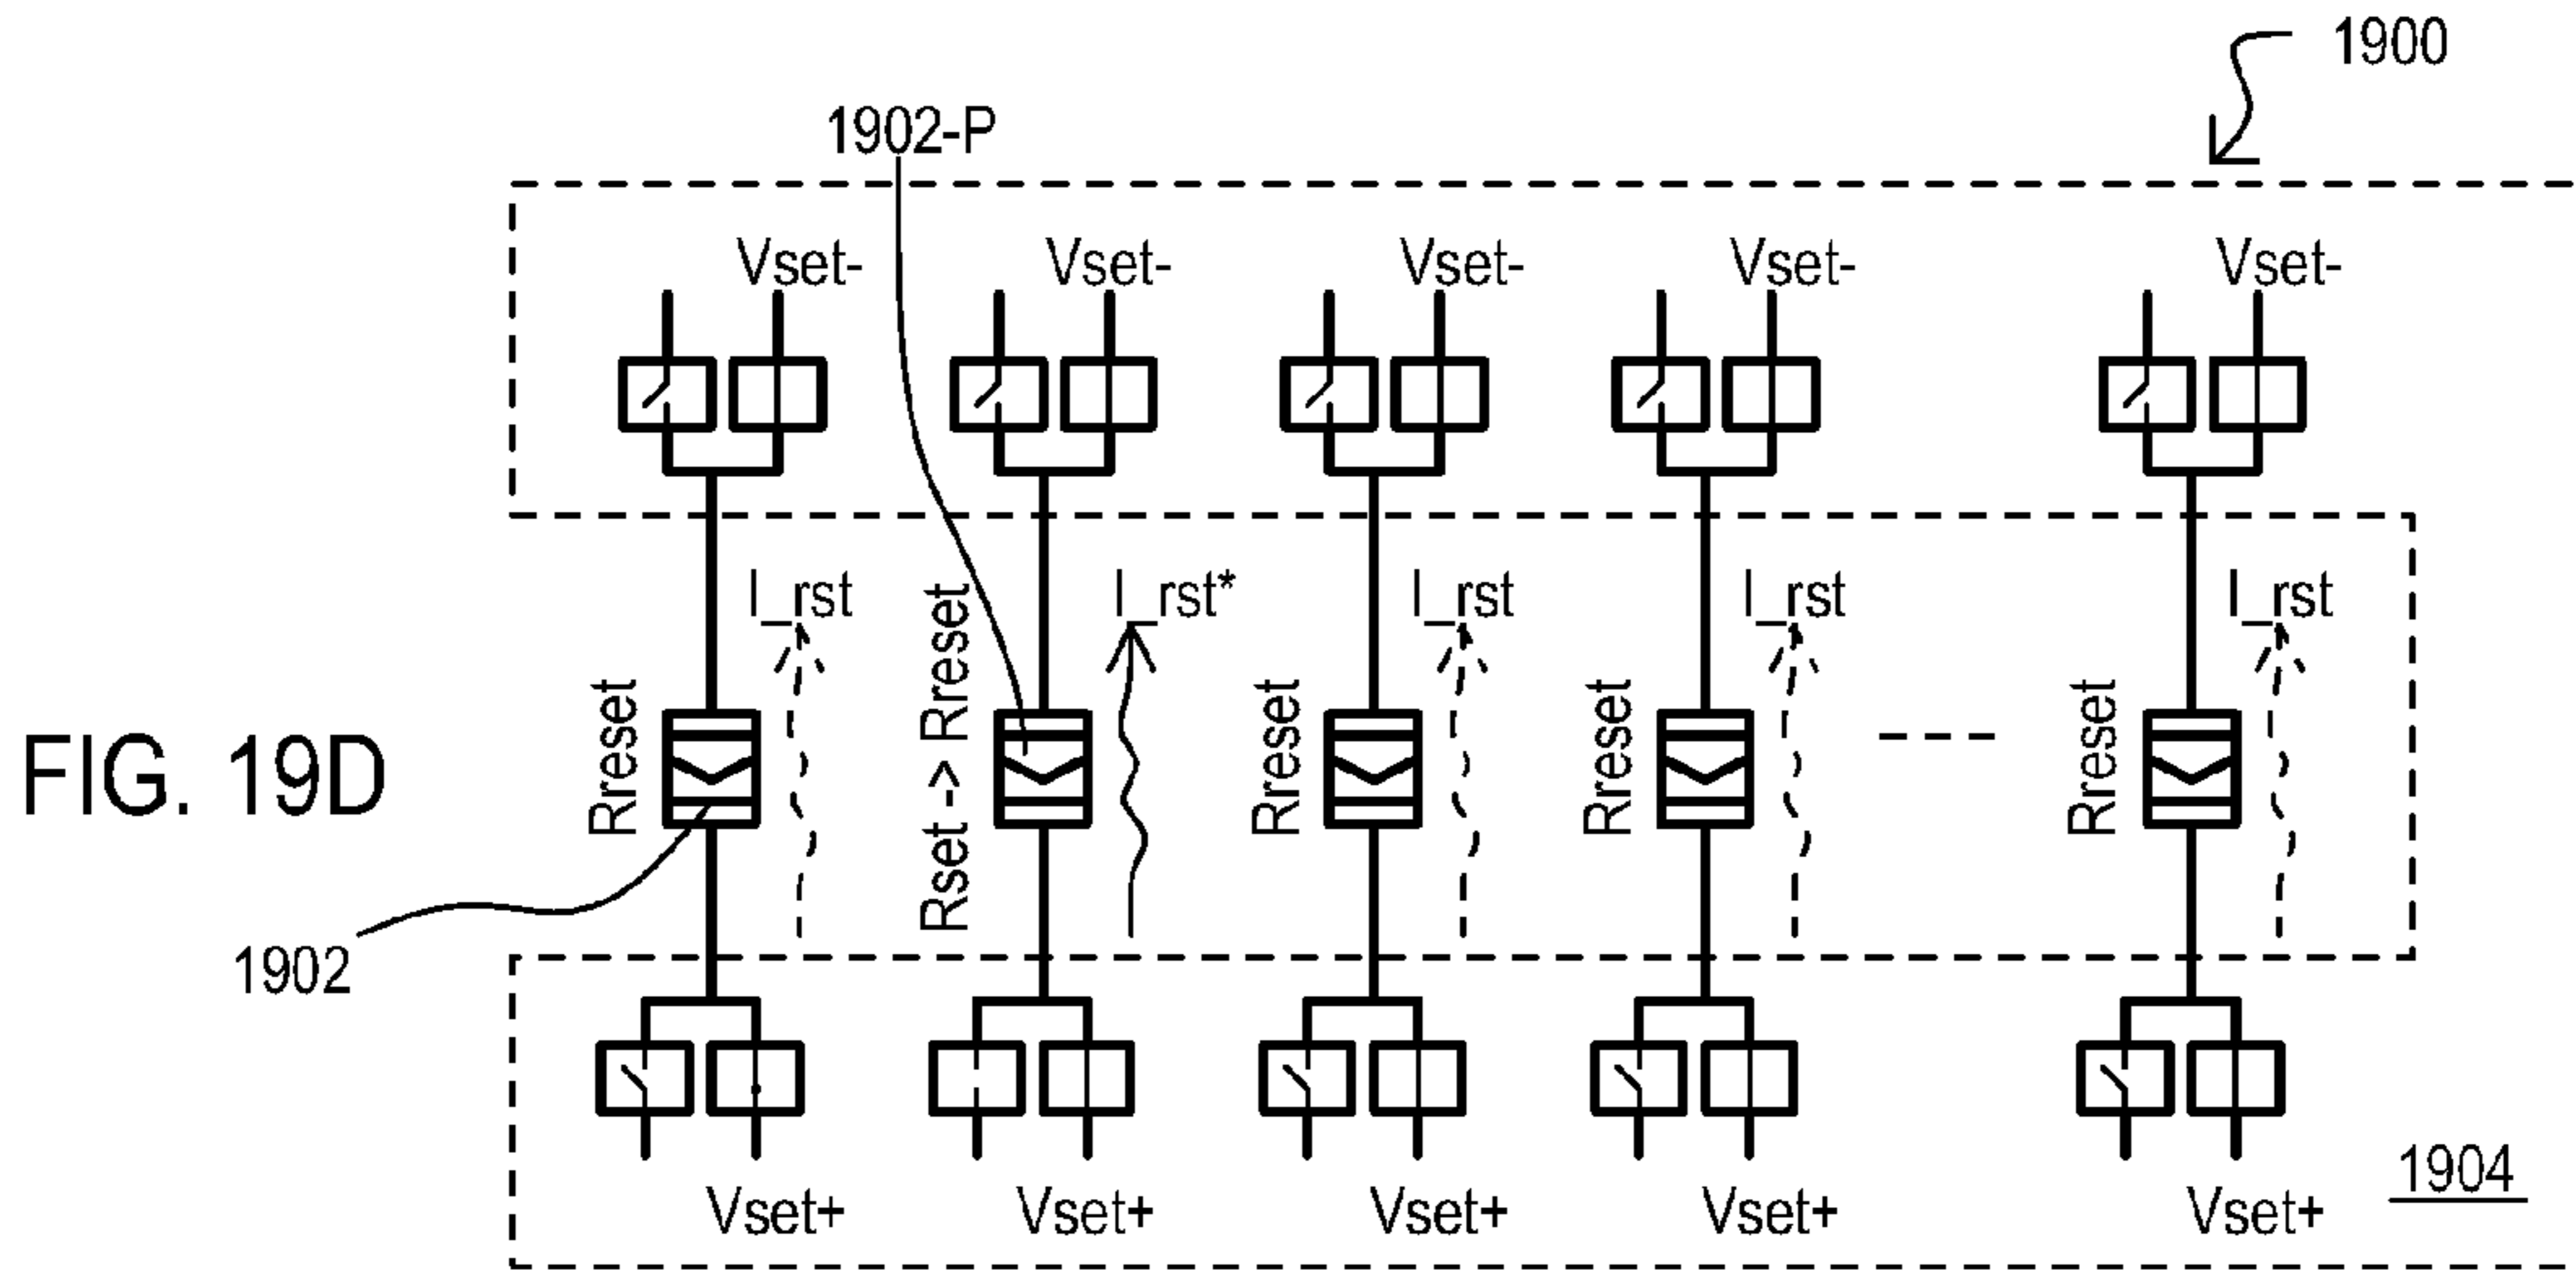 1900
1902-P
Vset- Vset- Vset- Vset- Vset-
I_rst I_rst* I_rst I_rst I_rst
Rreset Rset -> Rreset Rreset Rreset Rreset
FIG. 19D
1902
1904
Vset+ Vset+ Vset+ Vset+ Vset+